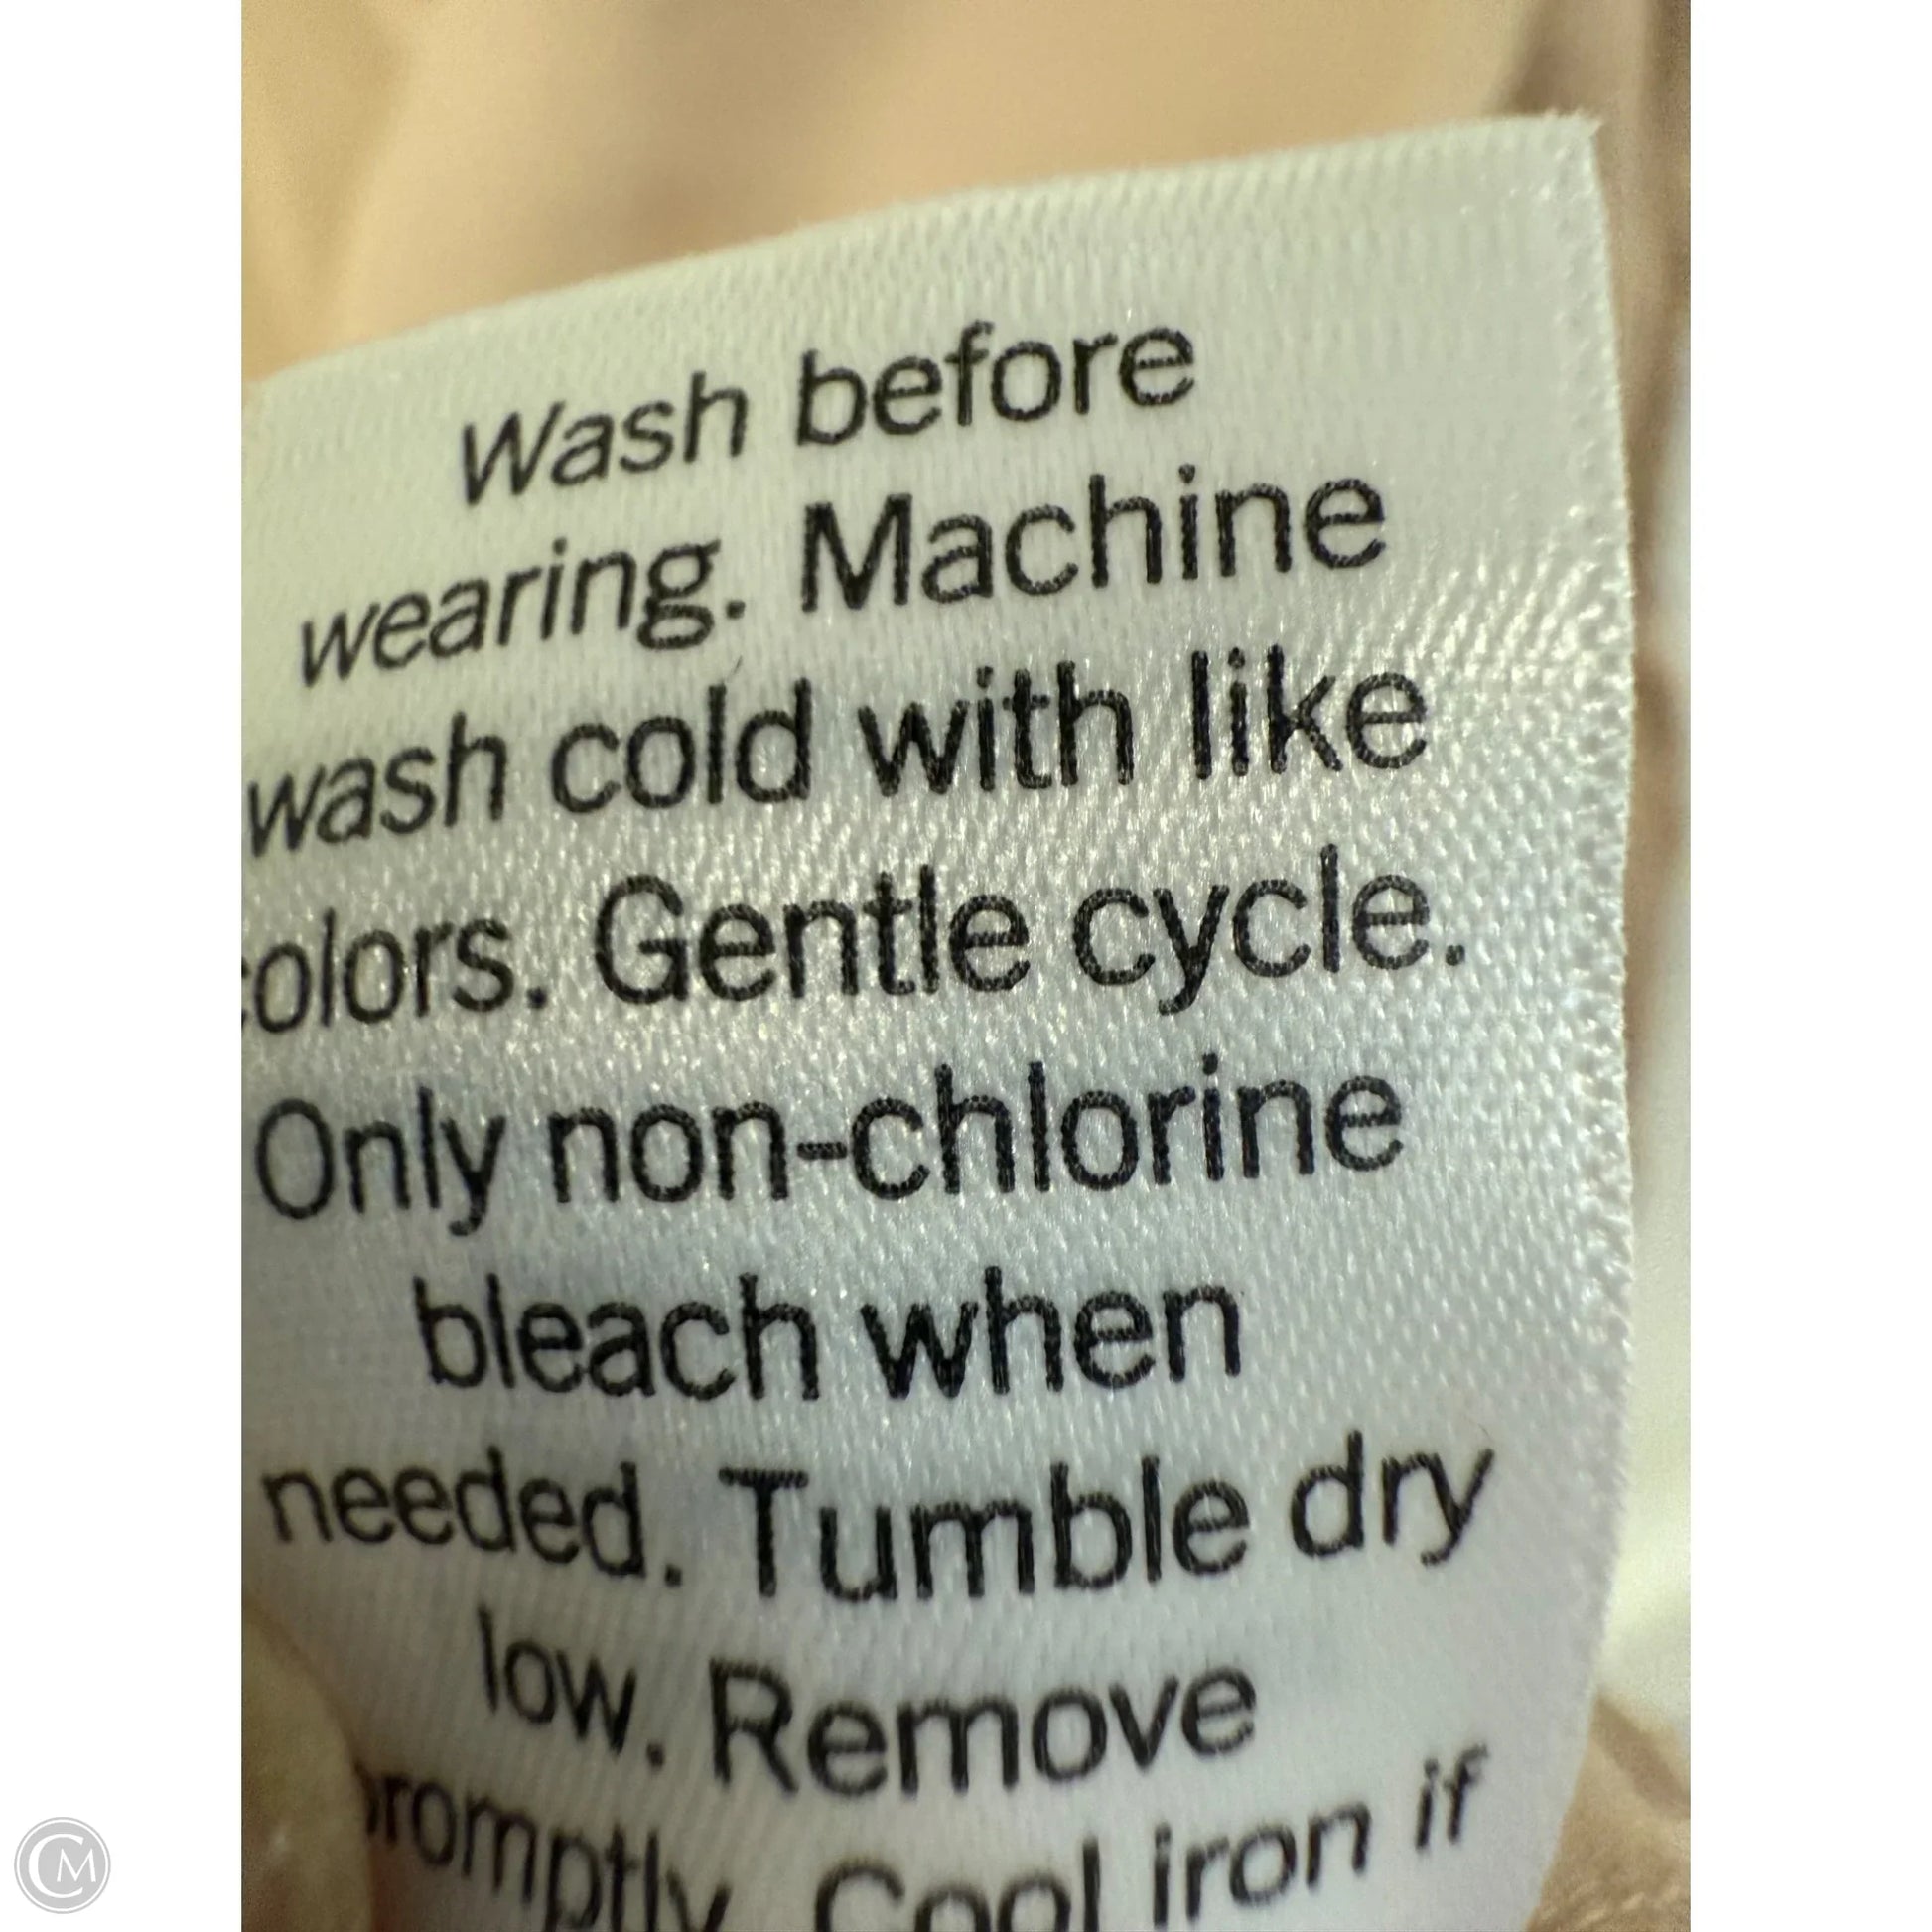 Wash before
wearing. Machine
wash cold with like
colors. Gentle cycle.
Only non-chlorine
bleach when
needed. Tumble dry
low. Remove
promptly. Cool iron if
CM